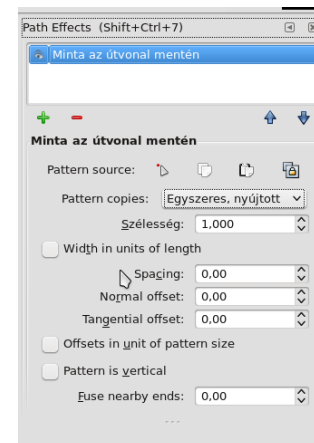 Path Effects (Shift+Ctrl+7)
Minta az útvonal mentén
Minta az útvonal mentén
Pattern source:
Pattern copies: Egyszeres, nyújtott
Szélesség: 1,000
Width in units of length
Spacing: 0,00
Normal offset: 0,00
Tangential offset: 0,00
Offsets in unit of pattern size
Pattern is vertical
Fuse nearby ends: 0,00